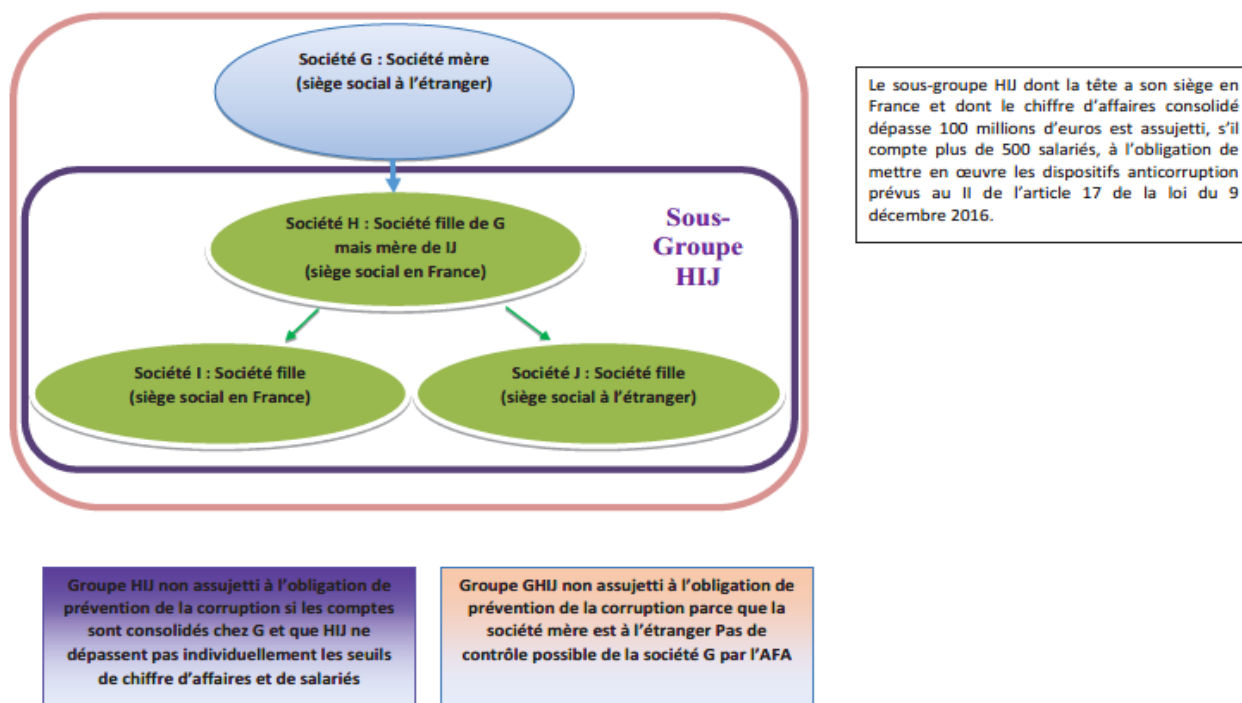 Société G : Société mère
(siège social à l'étranger)
Le sous-groupe HIJ dont la tête a son siège en
France et dont le chiffre d'affaires consolidé
dépasse 100 millions d'euros est assujetti, s'il
compte plus de 500 salariés, à l'obligation de
mettre en œuvre les dispositifs anticorruption
prévus au II de l'article 17 de la loi du 9
décembre 2016.
Société H : Société fille de G
mais mère de IJ
(siège social en France)
Sous-
Groupe
HIJ
Société I : Société fille
(siège social en France)
Société J : Société fille
(siège social à l'étranger)
Groupe HIJ non assujetti à l'obligation de
prévention de la corruption si les comptes
sont consolidés chez G et que HIJ ne
dépassent pas individuellement les seuils
de chiffre d'affaires et de salariés
Groupe GHIJ non assujetti à l'obligation de
prévention de la corruption parce que la
société mère est à l'étranger Pas de
contrôle possible de la société G par l'AFA